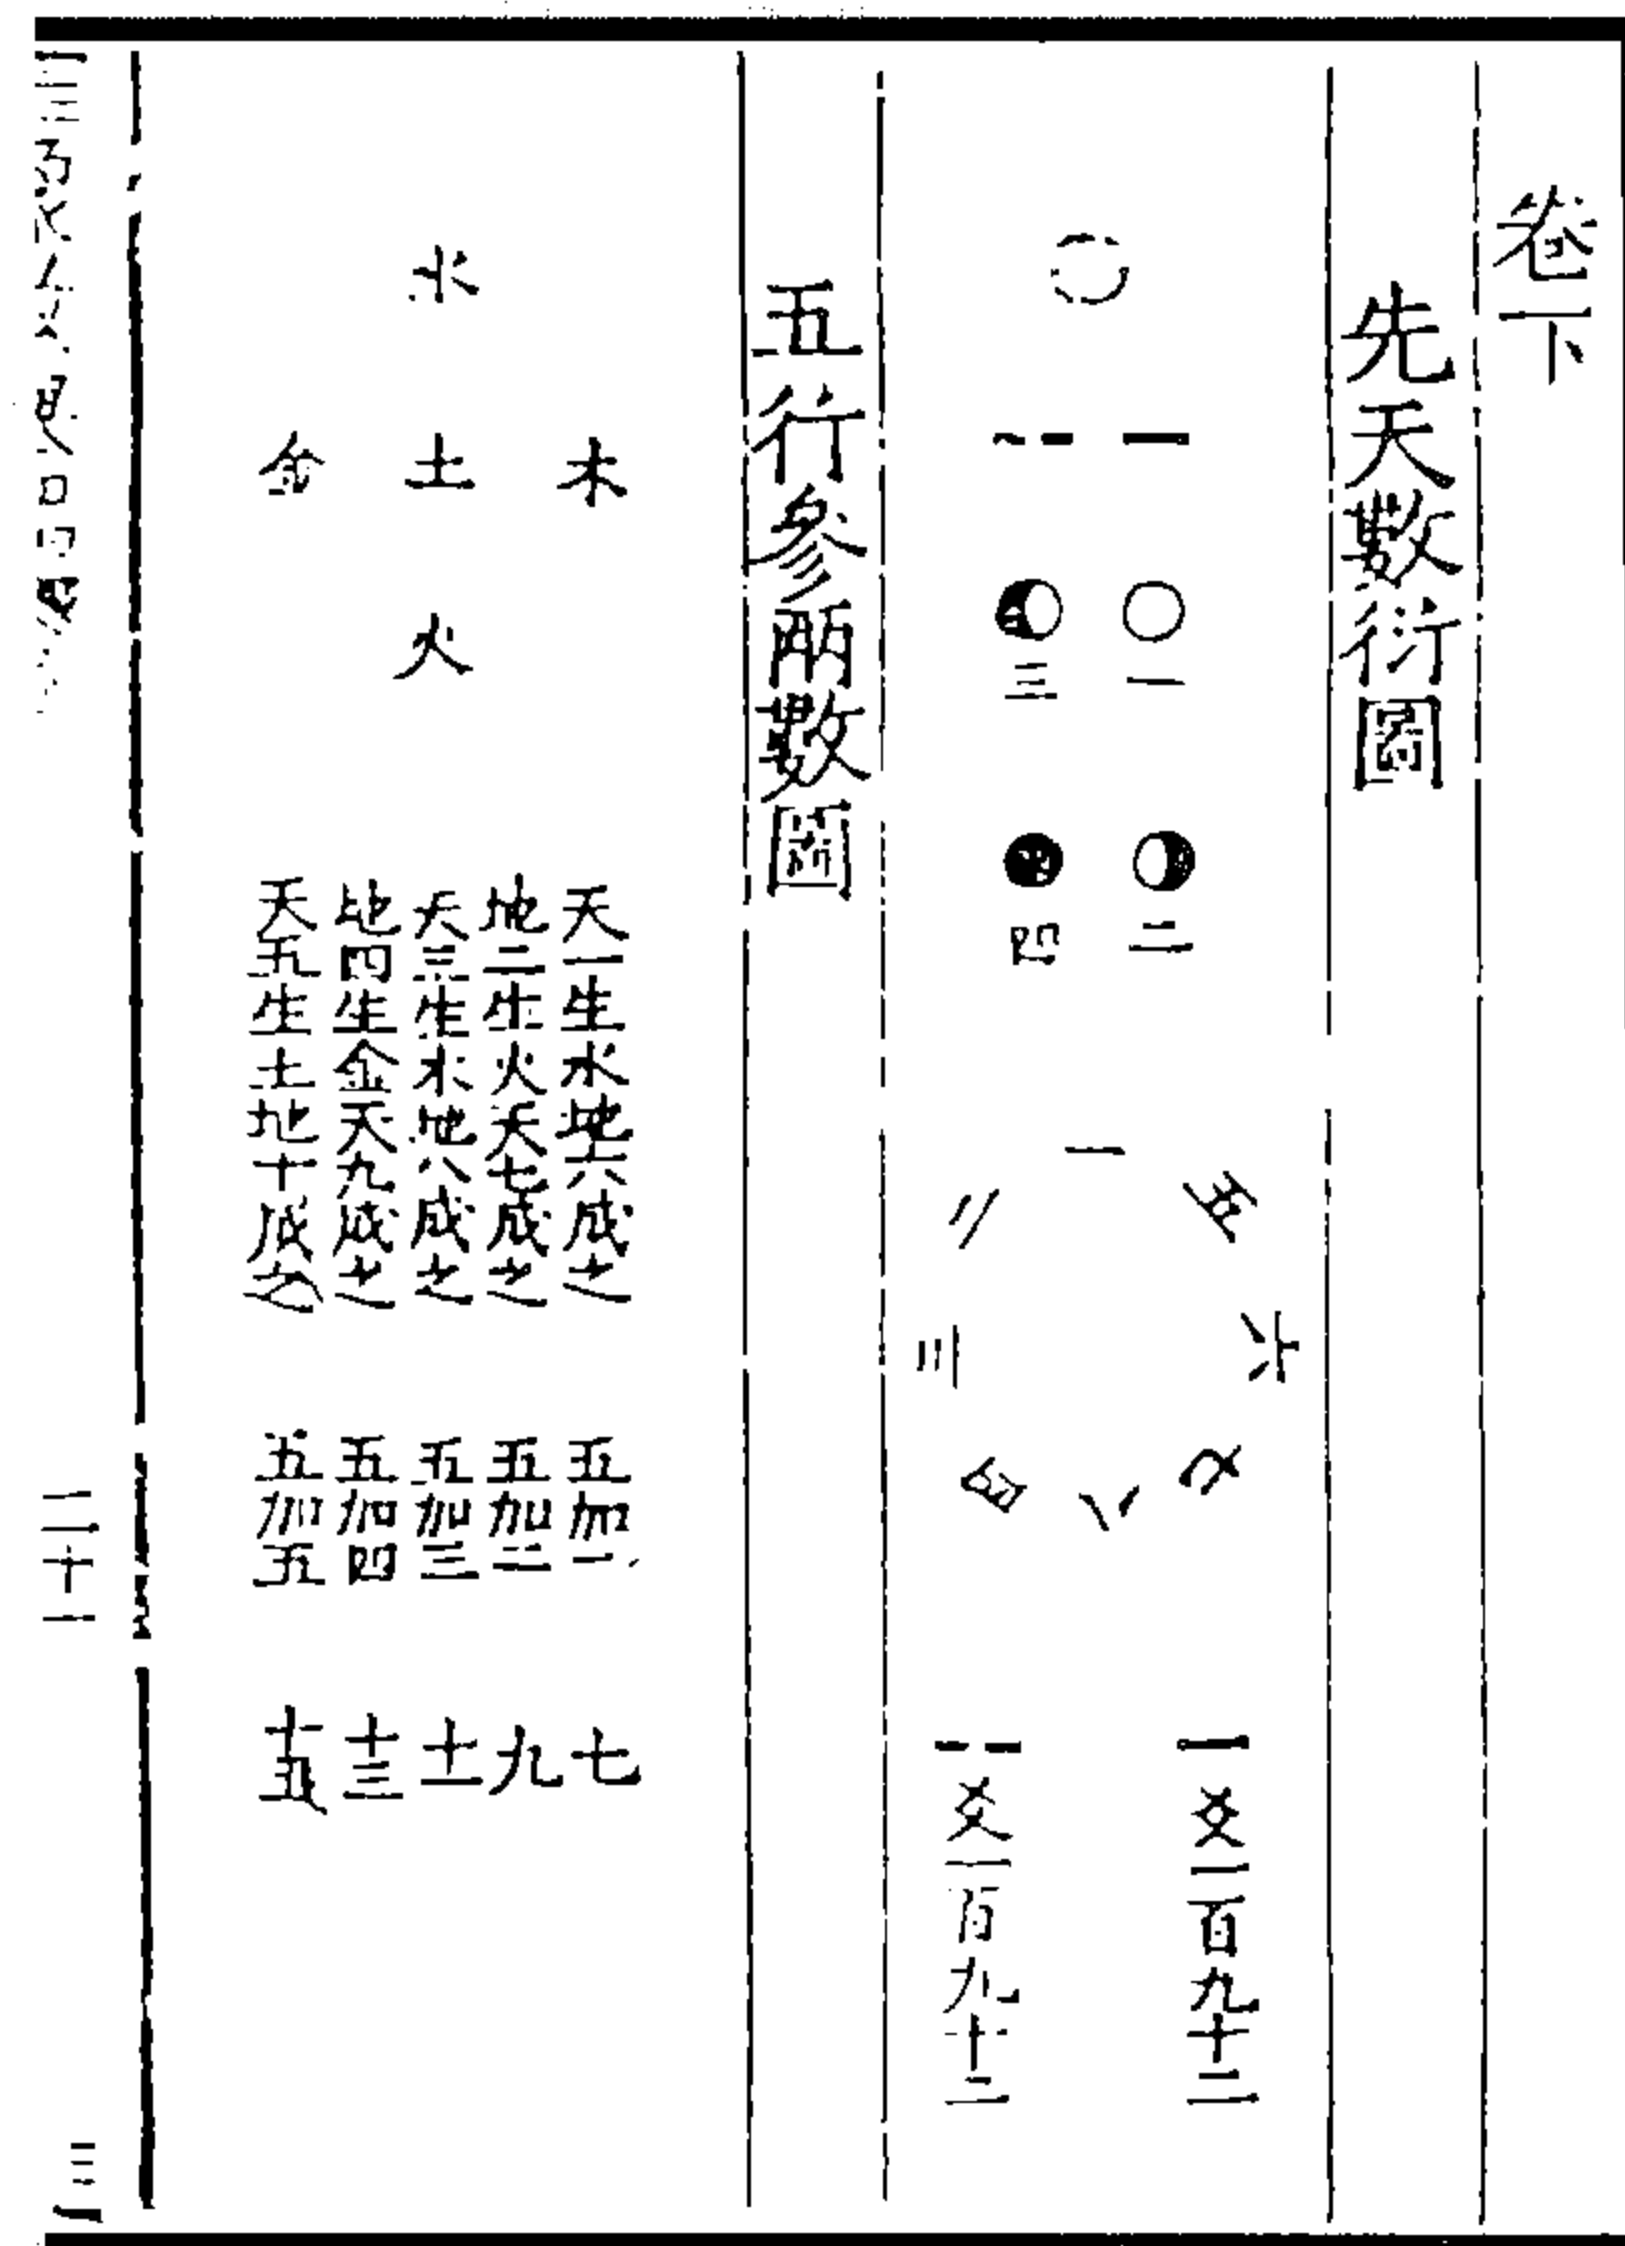 卷下
先天數衍圖
一
三
二
四
一
五
二
六
三
七
四
八
爻一百九十二
爻一百九十二
五行參兩數圖
水
木
土
金
火
天一生水地六成之 五加一 七
地二生火天七成之 五加二 九
天三生木地八成之 五加三 十一
地四生金天九成之 五加四 十三
天五生土地十成之 五加五 十五
二十一